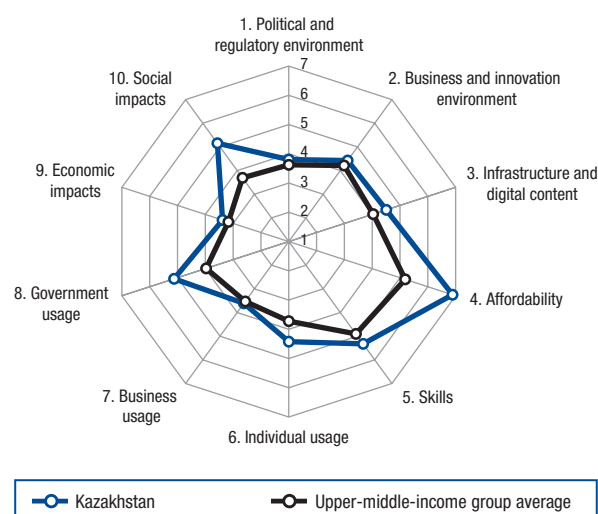 1. Political and
regulatory environment
7
10. Social
impacts
6
2. Business and innovation
environment
5
4
9. Economic
impacts
3
3. Infrastructure and
digital content
2
1
8. Government
usage
4. Affordability
7. Business
usage
5. Skills
6. Individual usage
Kazakhstan
Upper-middle-income group average